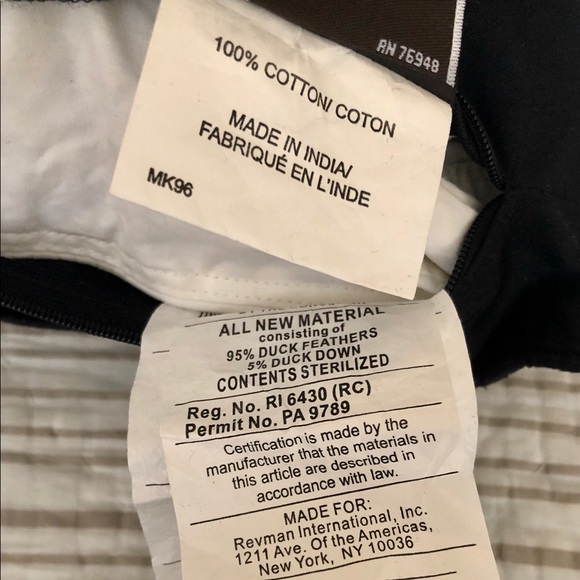 RN 76948
100% COTTON/ COTON
MADE IN INDIA/
FABRIQUÉ EN L'INDE
MK96
ALL NEW MATERIAL
consisting of
95% DUCK FEATHERS
5% DUCK DOWN
CONTENTS STERILIZED
Reg. No. RI 6430 (RC)
Permit No. PA 9789
Certification is made by the
manufacturer that the materials in
this article are described in
accordance with law.
MADE FOR:
Revman International, Inc.
1211 Ave. Of the Americas,
New York, NY 10036